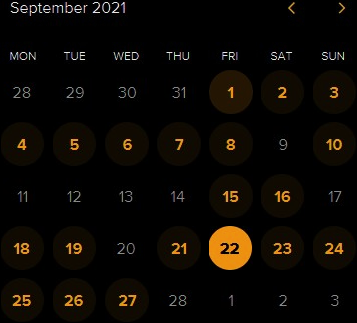 September 2021
MON TUE WED THU FRI SAT SUN
28 29 30 31 1 2 3
4 5 6 7 8 9 10
11 12 13 14 15 16 17
18 19 20 21 22 23 24
25 26 27 28 1 2 3